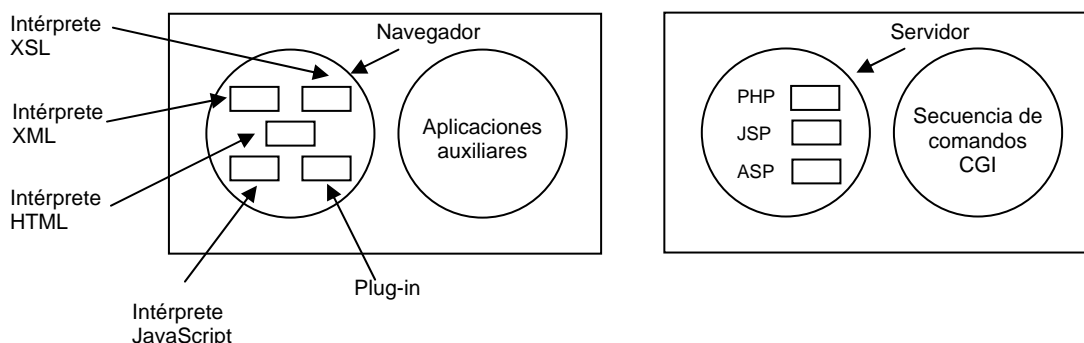 Intérprete
XSL
Navegador
Intérprete
XML
Aplicaciones
auxiliares
Intérprete
HTML
Intérprete
JavaScript
Plug-in
Servidor
PHP
JSP
ASP
Secuencia de
comandos
CGI